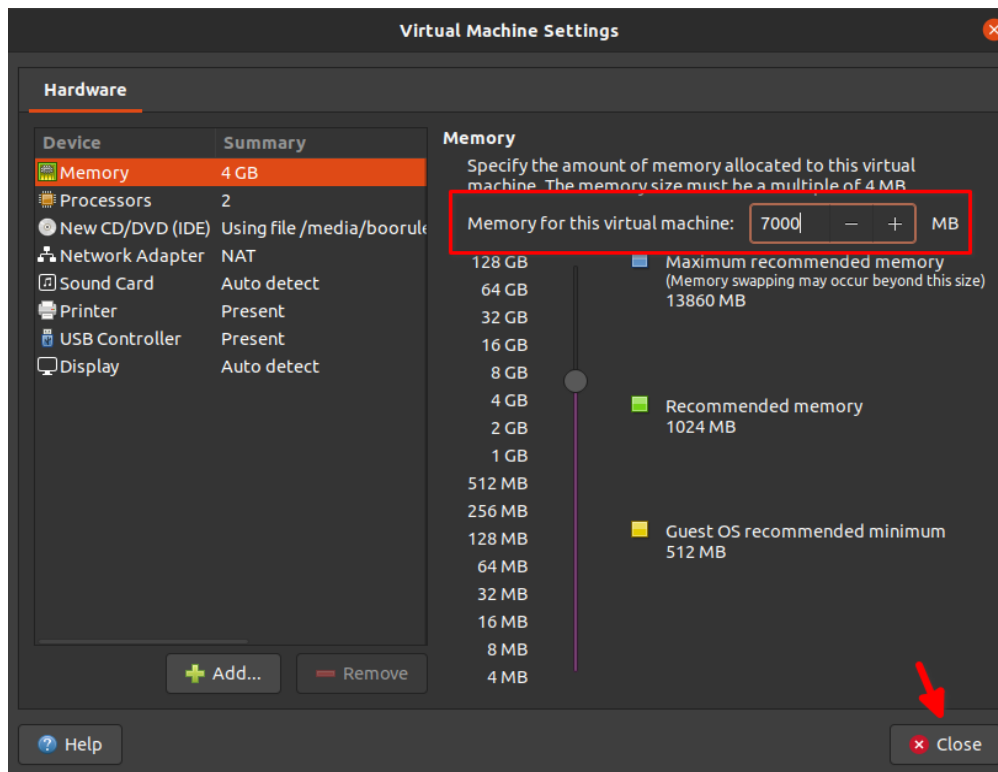 Virtual Machine Settings
Hardware
Device Summary
Memory 4 GB
Processors 2
New CD/DVD (IDE) Using file /media/boorule
Network Adapter NAT
Sound Card Auto detect
Printer Present
USB Controller Present
Display Auto detect
Add...
Remove
Memory
Specify the amount of memory allocated to this virtual
machine. The memory size must be a multiple of 4 MB
Memory for this virtual machine: 7000 − + MB
128 GB
64 GB
32 GB
16 GB
8 GB
4 GB
2 GB
1 GB
512 MB
256 MB
128 MB
64 MB
32 MB
16 MB
8 MB
4 MB
Maximum recommended memory
(Memory swapping may occur beyond this size)
13860 MB
Recommended memory
1024 MB
Guest OS recommended minimum
512 MB
Help
Close